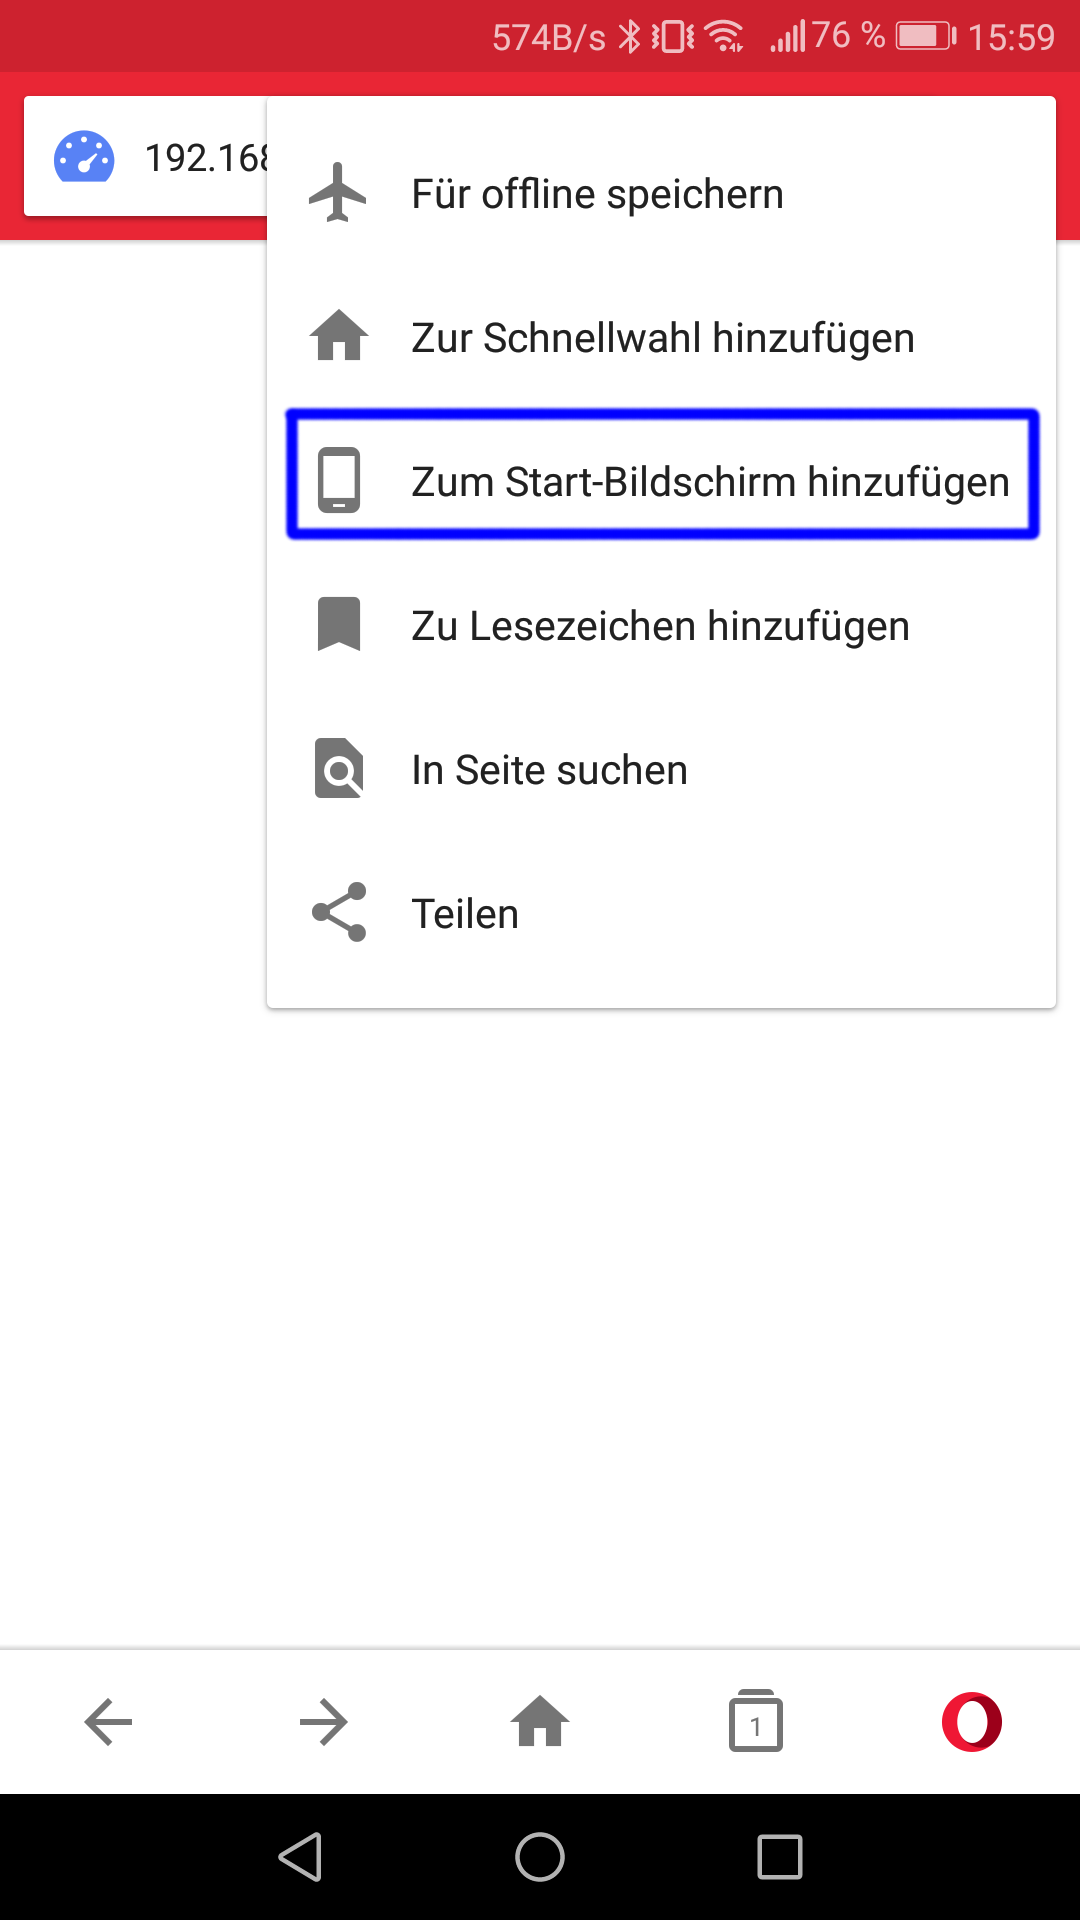 574B/s 76 % 15:59
192.168
Für offline speichern
Zur Schnellwahl hinzufügen
Zum Start-Bildschirm hinzufügen
Zu Lesezeichen hinzufügen
In Seite suchen
Teilen
1